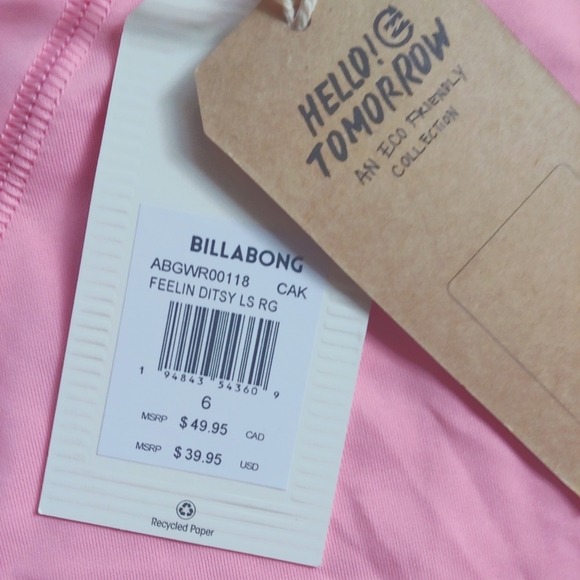 HELLO!
TOMORROW
AN ECO FRIENDLY
COLLECTION
BILLABONG
ABGWR00118 CAK
FEELIN DITSY LS RG
1 94843 54360 9
6
MSRP $49.95 CAD
MSRP $39.95 USD
Recycled Paper